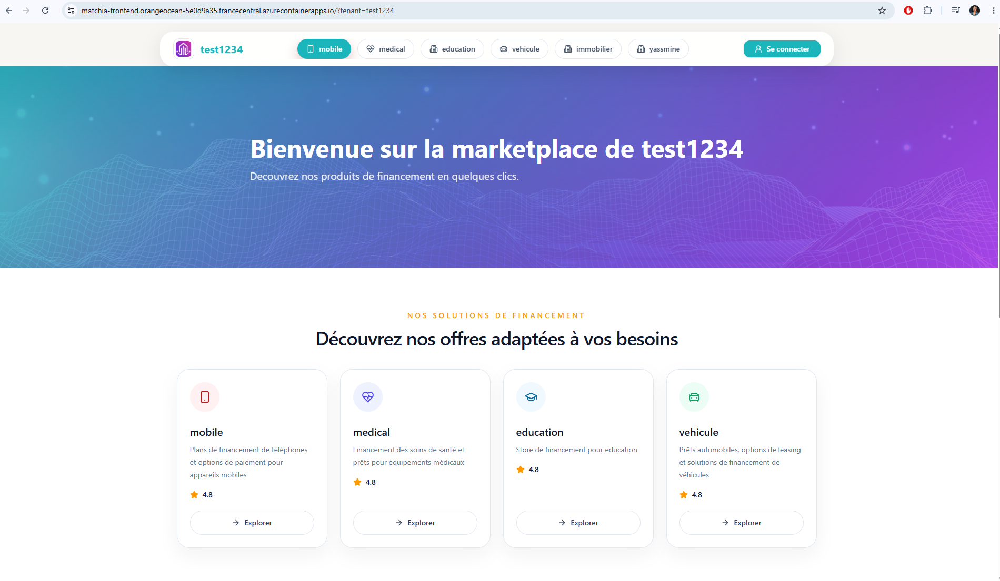 matchia-frontend.orangeocean-5e0d9a35.francecentral.azurecontainerapps.io/?tenant=test1234
test1234
mobile
medical
education
vehicule
immobilier
yassmine
Se connecter
Bienvenue sur la marketplace de test1234
Decouvrez nos produits de financement en quelques clics.
NOS SOLUTIONS DE FINANCEMENT
Découvrez nos offres adaptées à vos besoins
mobile
Plans de financement de téléphones
et options de paiement pour
appareils mobiles
4.8
Explorer
medical
Financement des soins de santé et
prêts pour équipements médicaux
4.8
Explorer
education
Store de financement pour education
4.8
Explorer
vehicule
Prêts automobiles, options de leasing
et solutions de financement de
véhicules
4.8
Explorer